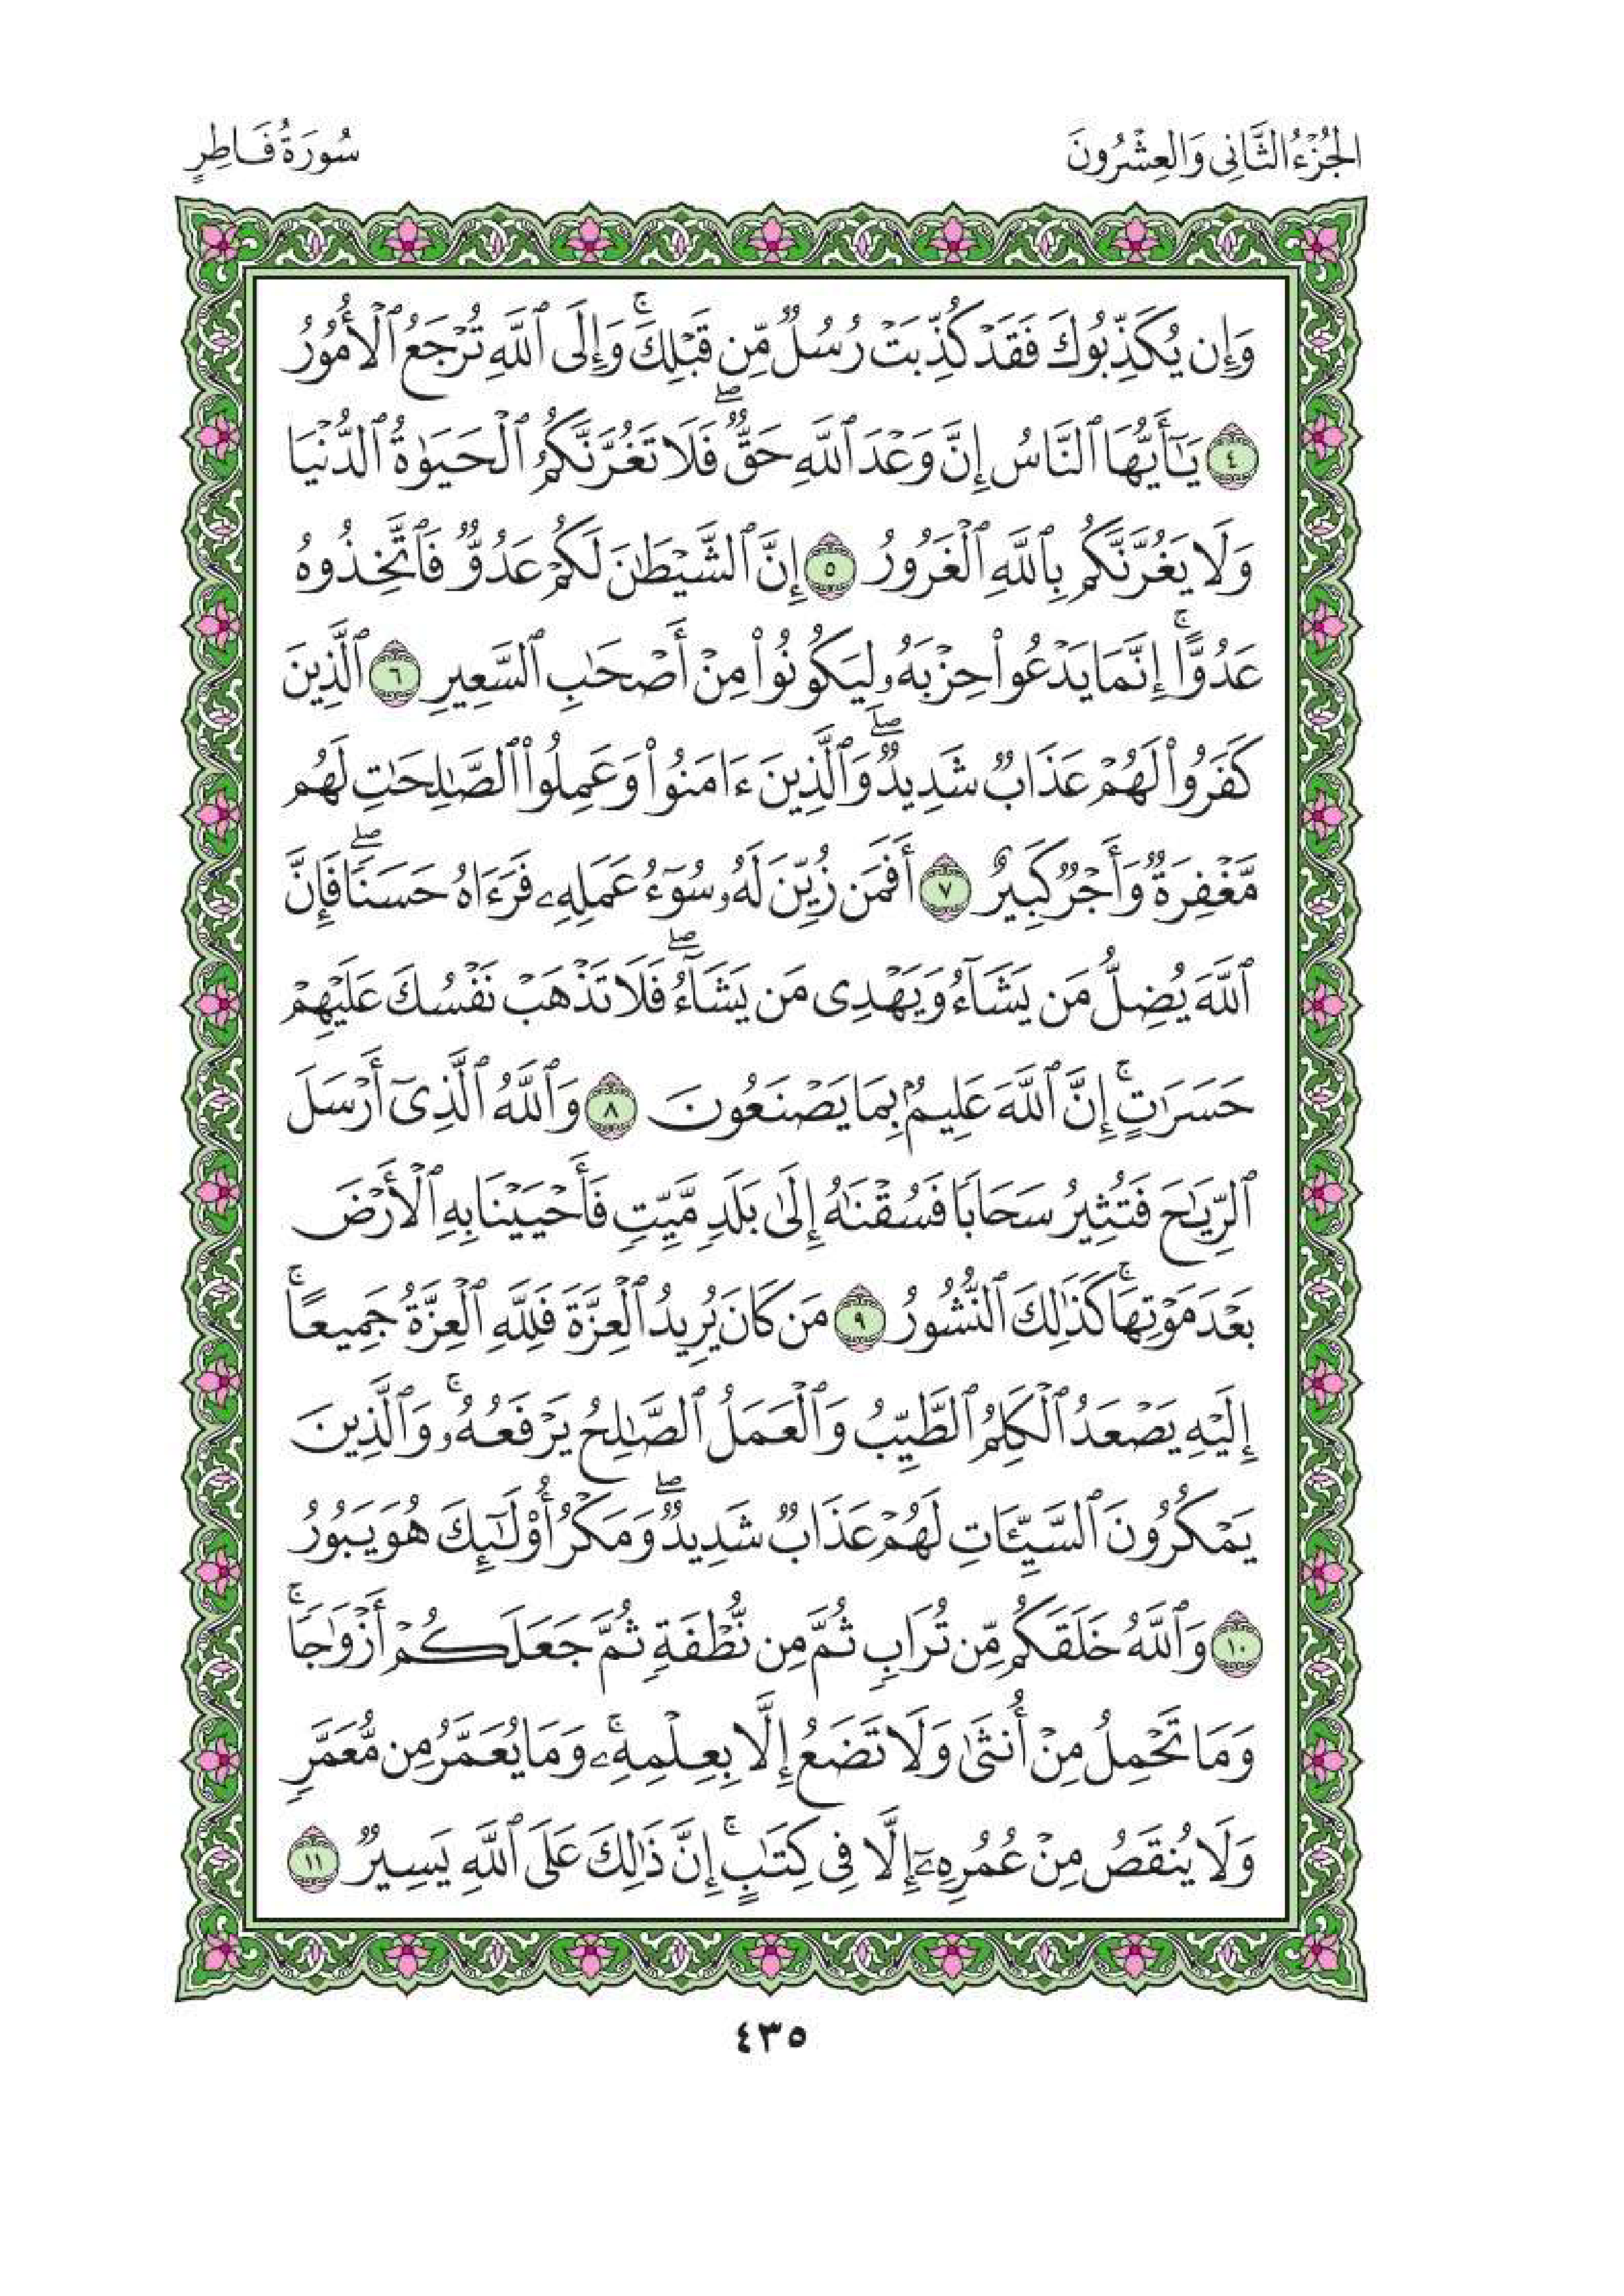 الجُزْءُ الثَّانِي وَالعِشْرُونَ
سُورَةُ فَاطِرٍ
وَإِن يُكَذِّبُوكَ فَقَدْ كُذِّبَتْ رُسُلٌ مِّن قَبْلِكَۚ وَإِلَى ٱللَّهِ تُرْجَعُ ٱلْأُمُورُ
٤ يَٰٓأَيُّهَا ٱلنَّاسُ إِنَّ وَعْدَ ٱللَّهِ حَقٌّۖ فَلَا تَغُرَّنَّكُمُ ٱلْحَيَوٰةُ ٱلدُّنْيَا
وَلَا يَغُرَّنَّكُم بِٱللَّهِ ٱلْغَرُورُ ٥ إِنَّ ٱلشَّيْطَٰنَ لَكُمْ عَدُوٌّ فَٱتَّخِذُوهُ
عَدُوًّاۚ إِنَّمَا يَدْعُوا۟ حِزْبَهُۥ لِيَكُونُوا۟ مِنْ أَصْحَٰبِ ٱلسَّعِيرِ ٦ ٱلَّذِينَ
كَفَرُوا۟ لَهُمْ عَذَابٌ شَدِيدٌۖ وَٱلَّذِينَ ءَامَنُوا۟ وَعَمِلُوا۟ ٱلصَّٰلِحَٰتِ لَهُم
مَّغْفِرَةٌ وَأَجْرٌ كَبِيرٌ ٧ أَفَمَن زُيِّنَ لَهُۥ سُوٓءُ عَمَلِهِۦ فَرَءَاهُ حَسَنًاۖ فَإِنَّ
ٱللَّهَ يُضِلُّ مَن يَشَآءُ وَيَهْدِى مَن يَشَآءُۖ فَلَا تَذْهَبْ نَفْسُكَ عَلَيْهِمْ
حَسَرَٰتٍۚ إِنَّ ٱللَّهَ عَلِيمٌۢ بِمَا يَصْنَعُونَ ٨ وَٱللَّهُ ٱلَّذِىٓ أَرْسَلَ
ٱلرِّيَٰحَ فَتُثِيرُ سَحَابًا فَسُقْنَٰهُ إِلَىٰ بَلَدٍ مَّيِّتٍ فَأَحْيَيْنَا بِهِ ٱلْأَرْضَ
بَعْدَ مَوْتِهَاۚ كَذَٰلِكَ ٱلنُّشُورُ ٩ مَن كَانَ يُرِيدُ ٱلْعِزَّةَ فَلِلَّهِ ٱلْعِزَّةُ جَمِيعًاۚ
إِلَيْهِ يَصْعَدُ ٱلْكَلِمُ ٱلطَّيِّبُ وَٱلْعَمَلُ ٱلصَّٰلِحُ يَرْفَعُهُۥۚ وَٱلَّذِينَ
يَمْكُرُونَ ٱلسَّيِّـَٔاتِ لَهُمْ عَذَابٌ شَدِيدٌۖ وَمَكْرُ أُو۟لَٰٓئِكَ هُوَ يَبُورُ
١٠ وَٱللَّهُ خَلَقَكُم مِّن تُرَابٍ ثُمَّ مِن نُّطْفَةٍ ثُمَّ جَعَلَكُمْ أَزْوَٰجًاۚ
وَمَا تَحْمِلُ مِنْ أُنثَىٰ وَلَا تَضَعُ إِلَّا بِعِلْمِهِۦۚ وَمَا يُعَمَّرُ مِن مُّعَمَّرٍ
وَلَا يُنقَصُ مِنْ عُمُرِهِۦٓ إِلَّا فِى كِتَٰبٍۚ إِنَّ ذَٰلِكَ عَلَى ٱللَّهِ يَسِيرٌ ١١
٤٣٥